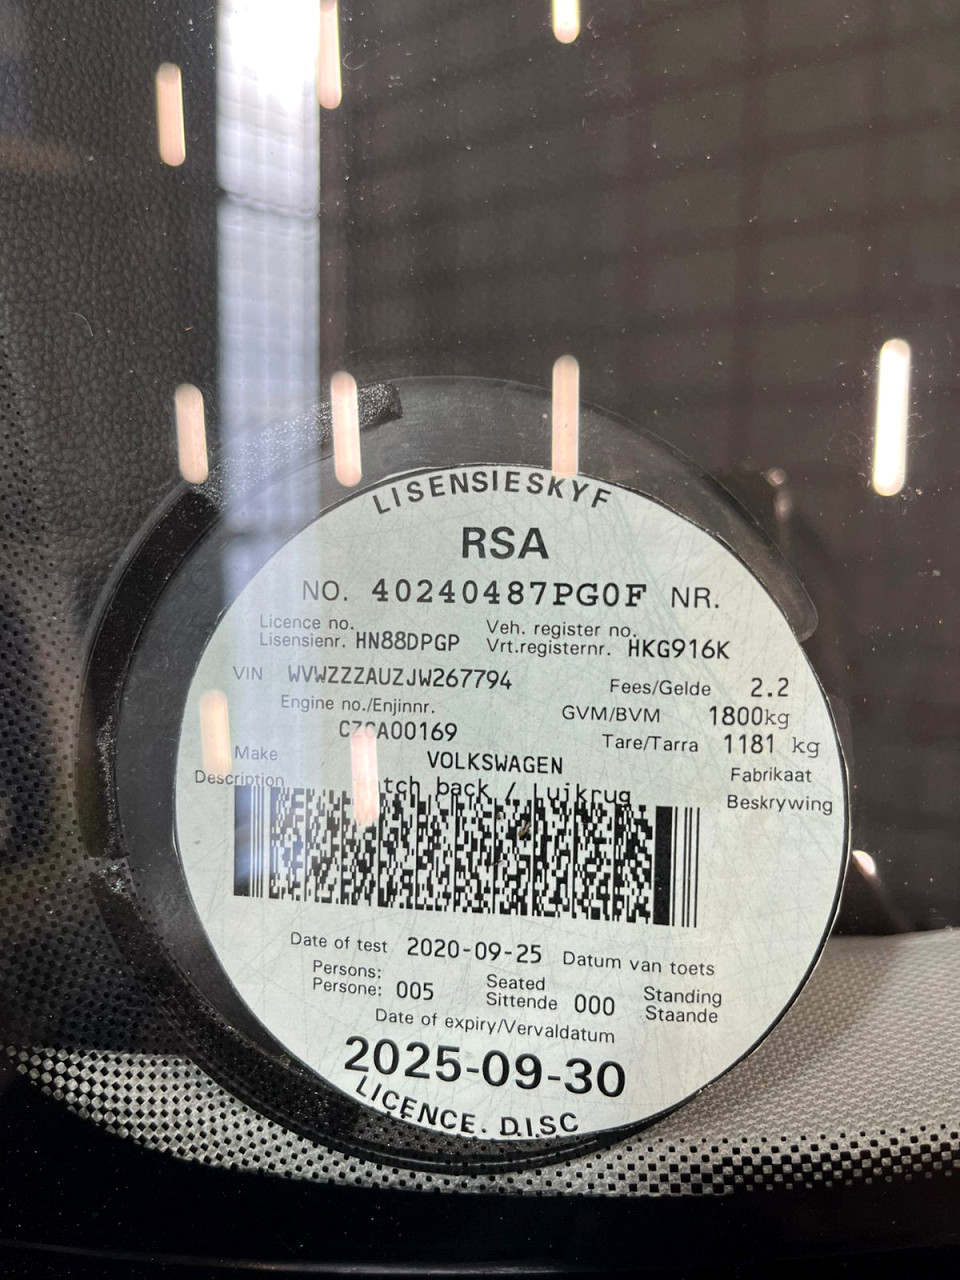 LISENSIESKYF
RSA
NO. 40240487PG0F NR.
Licence no. Veh. register no.
Lisensienr. HN88DPGP Vrt.registernr. HKG916K
VIN WVWZZZAUZJW267794 Fees/Gelde 2.2
Engine no./Enjinnr. GVM/BVM 1800kg
CZCA00169 Tare/Tarra 1181 kg
Make VOLKSWAGEN Fabrikaat
Description back / Luikrug Beskrywing
Date of test 2020-09-25 Datum van toets
Persons: Seated Standing
Persone: 005 Sittende 000 Staande
Date of expiry/Vervaldatum
2025-09-30
LICENCE. DISC